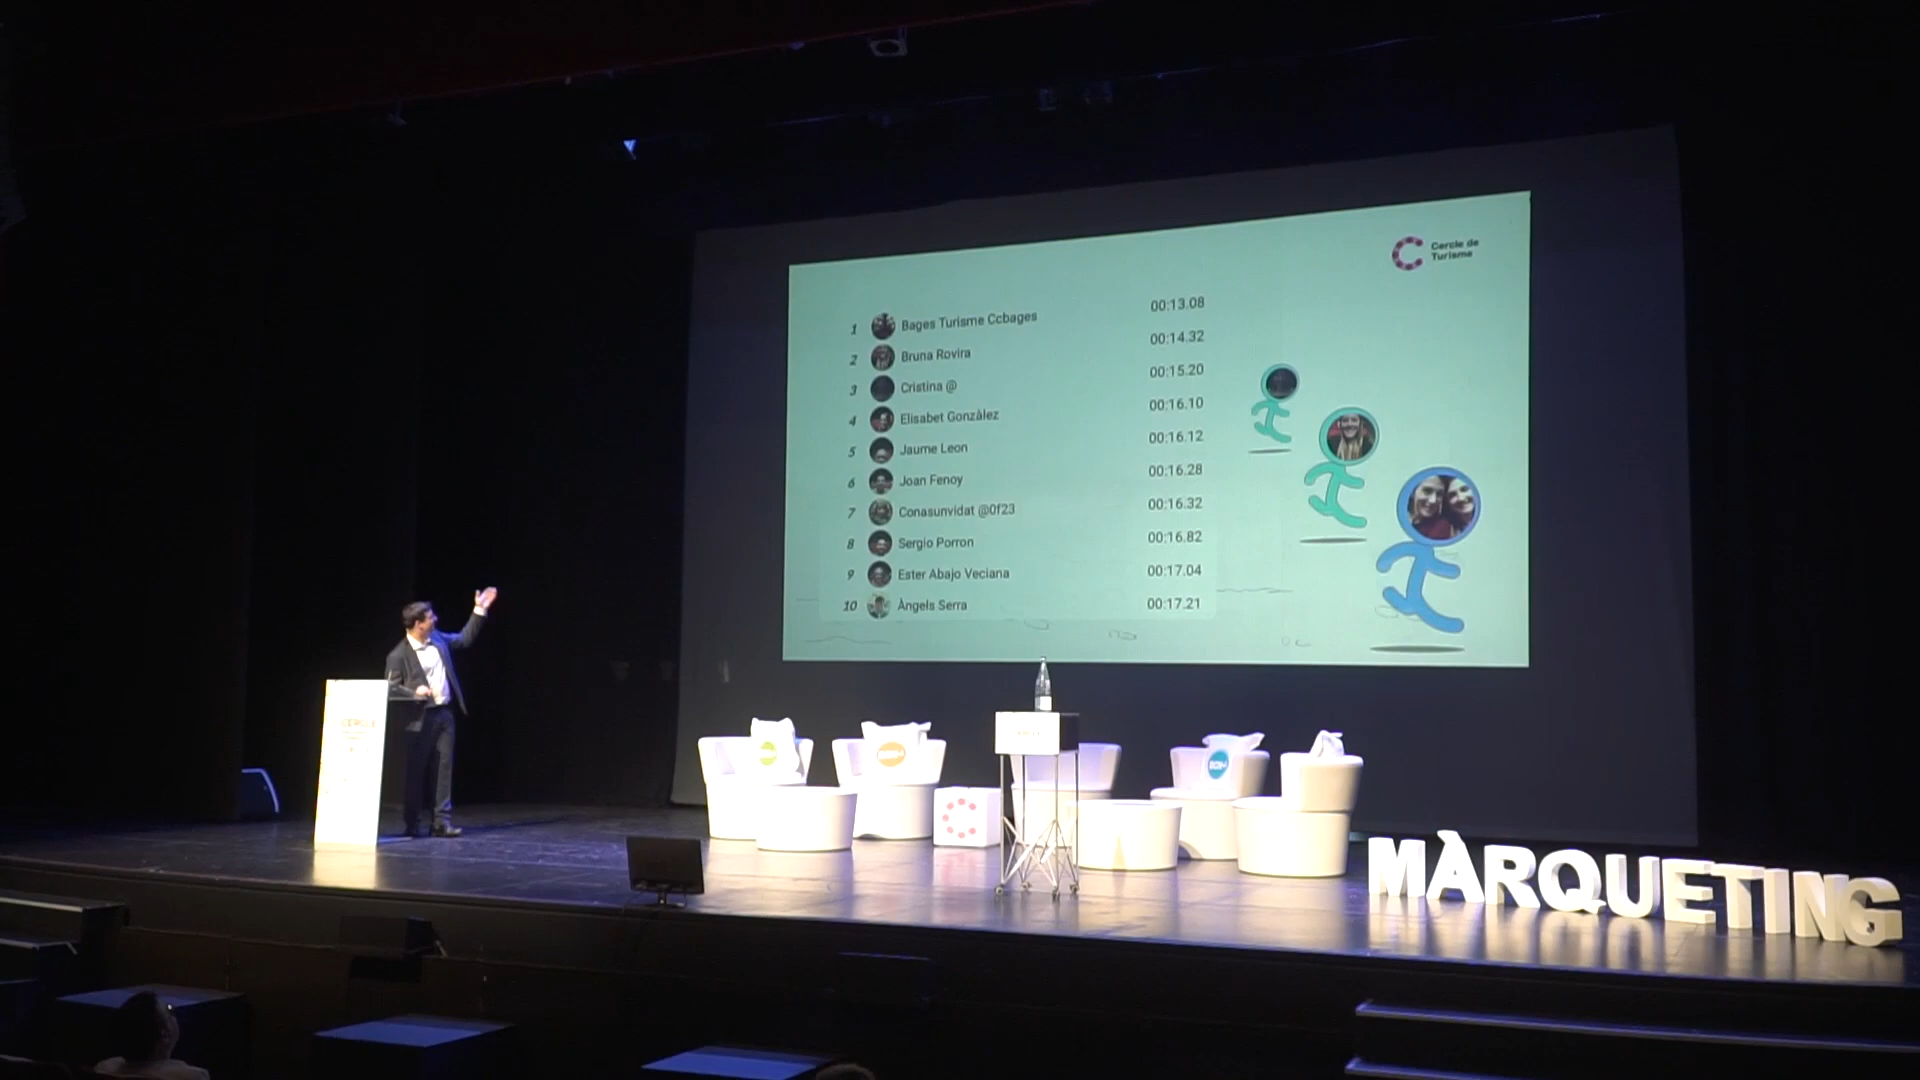 Cercle de
Turisme
1 Bages Turisme Ccbages 00:13.08
2 Bruna Rovira 00:14.32
3 Cristina @ 00:15.20
4 Elisabet Gonzàlez 00:16.10
5 Jaume Leon 00:16.12
6 Joan Fenoy 00:16.28
7 Conasunvidat @0f23 00:16.32
8 Sergio Porron 00:16.82
9 Ester Abajo Veciana 00:17.04
10 Àngels Serra 00:17.21
CERCLE
MÀRQUETING